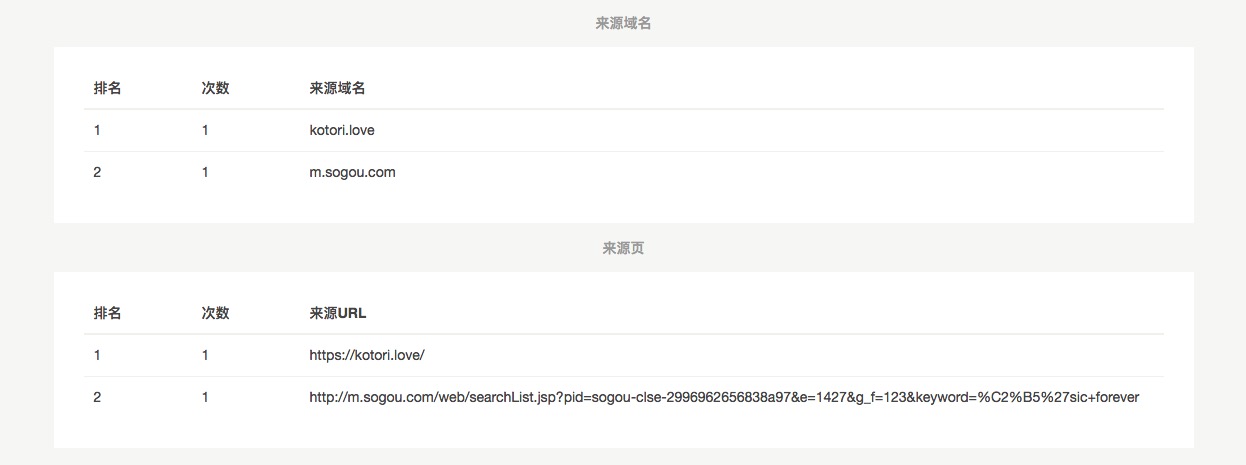 来源域名
排名 次数 来源域名
1 1 kotori.love
2 1 m.sogou.com
来源页
排名 次数 来源URL
1 1 https://kotori.love/
2 1 http://m.sogou.com/web/searchList.jsp?pid=sogou-clse-2996962656838a97&e=1427&g_f=123&keyword=%C2%B5%27sic+forever